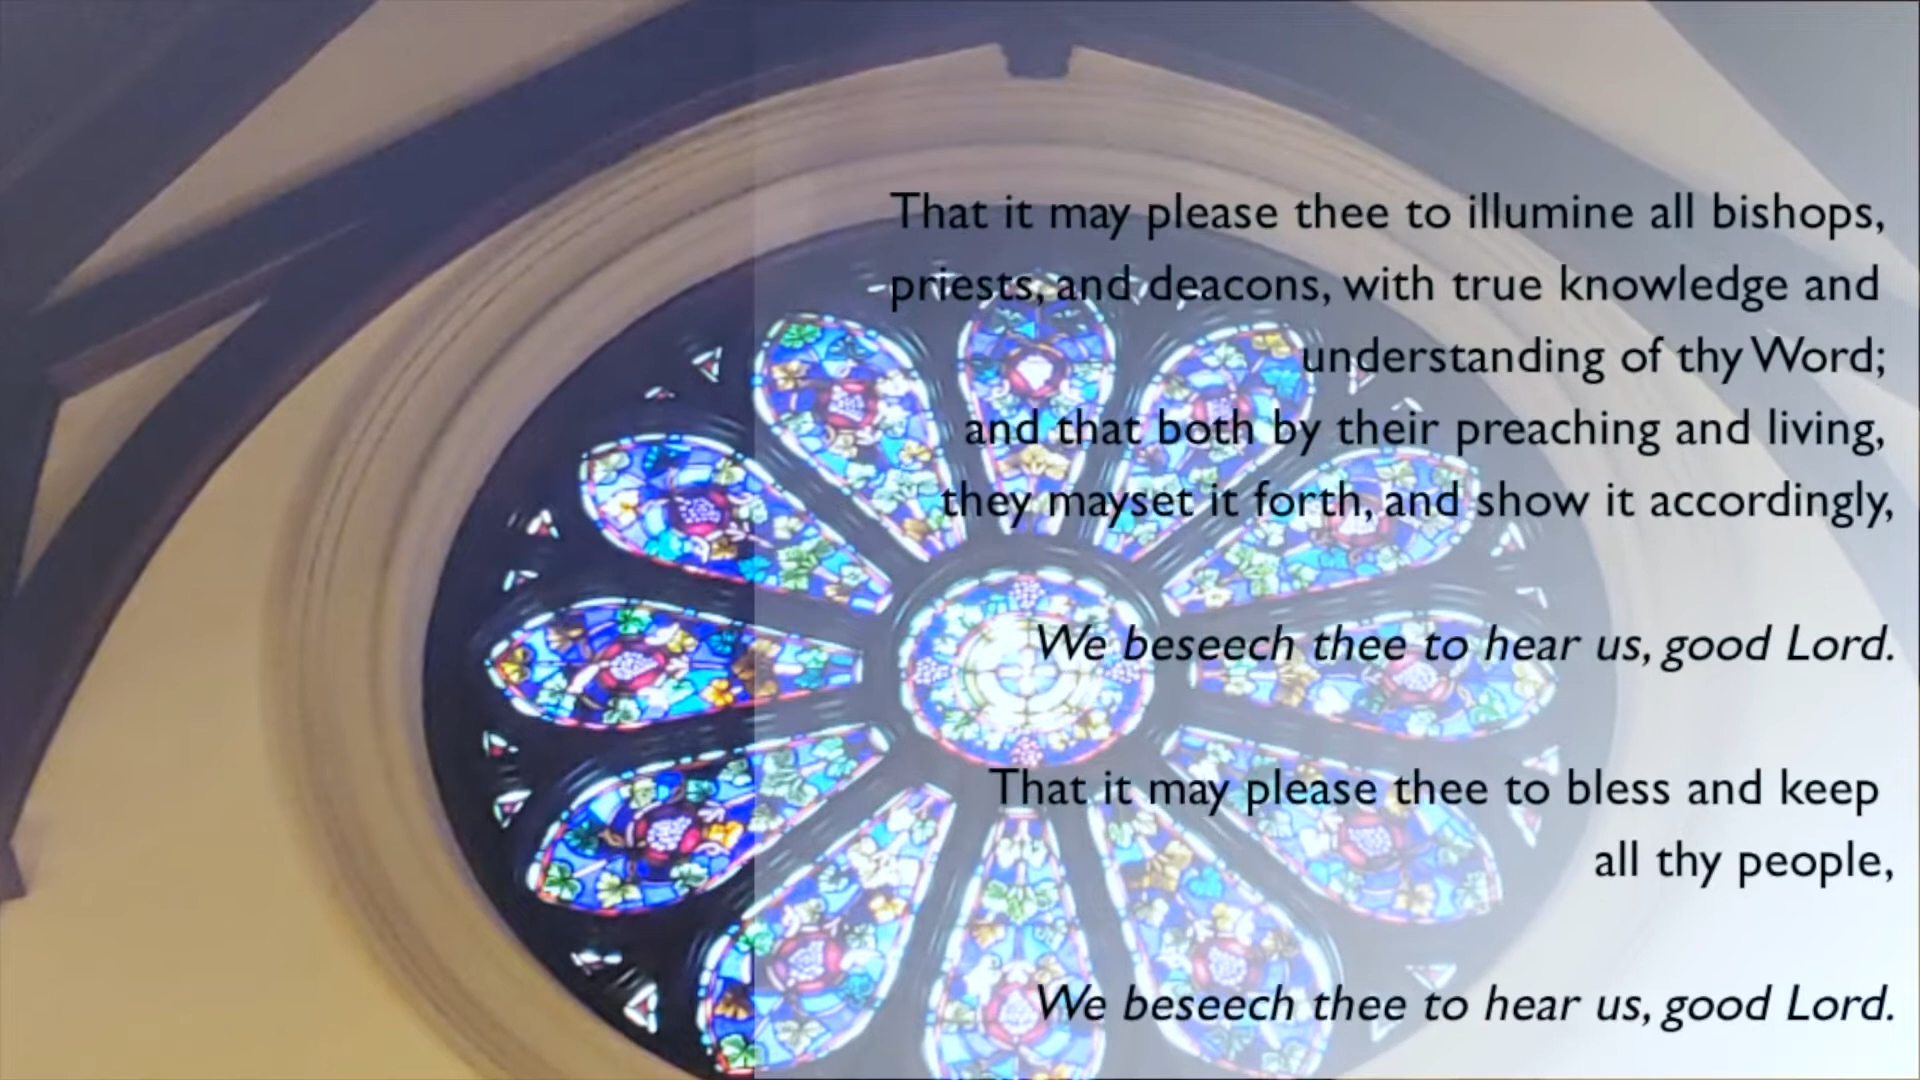 That it may please thee to illumine all bishops,
priests, and deacons, with true knowledge and
understanding of thy Word;
and that both by their preaching and living,
they mayset it forth, and show it accordingly,
We beseech thee to hear us, good Lord.
That it may please thee to bless and keep
all thy people,
We beseech thee to hear us, good Lord.